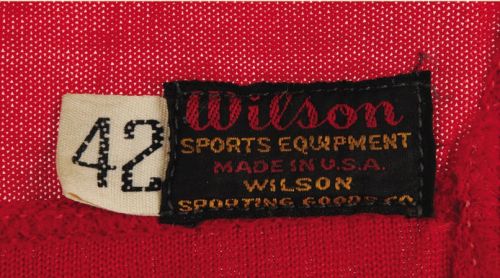 42
Wilson
SPORTS EQUIPMENT
MADE IN U.S.A.
WILSON
SPORTING GOODS CO.